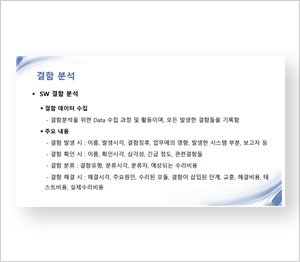 결함 분석
• SW 결함 분석
• 결함 데이터 수집
- 결함분석을 위한 Data 수집 과정 및 활동이며, 모든 발생한 결함들을 기록함
• 주요 내용
- 결함 발생 시 : 이름, 발생시각, 결함징후, 업무에의 영향, 발생한 시스템 부분, 보고자 등
- 결함 확인 시 : 이름, 확인시각, 심각성, 긴급 정도, 관련결함들
- 결함 분류 : 결함유형, 분류시각, 분류자, 예상되는 수리비용
- 결함 해결 시 : 해결시각, 주요원인, 수리된 모듈, 결함이 삽입된 단계, 교훈, 해결비용, 테
스트비용, 실제수리비용